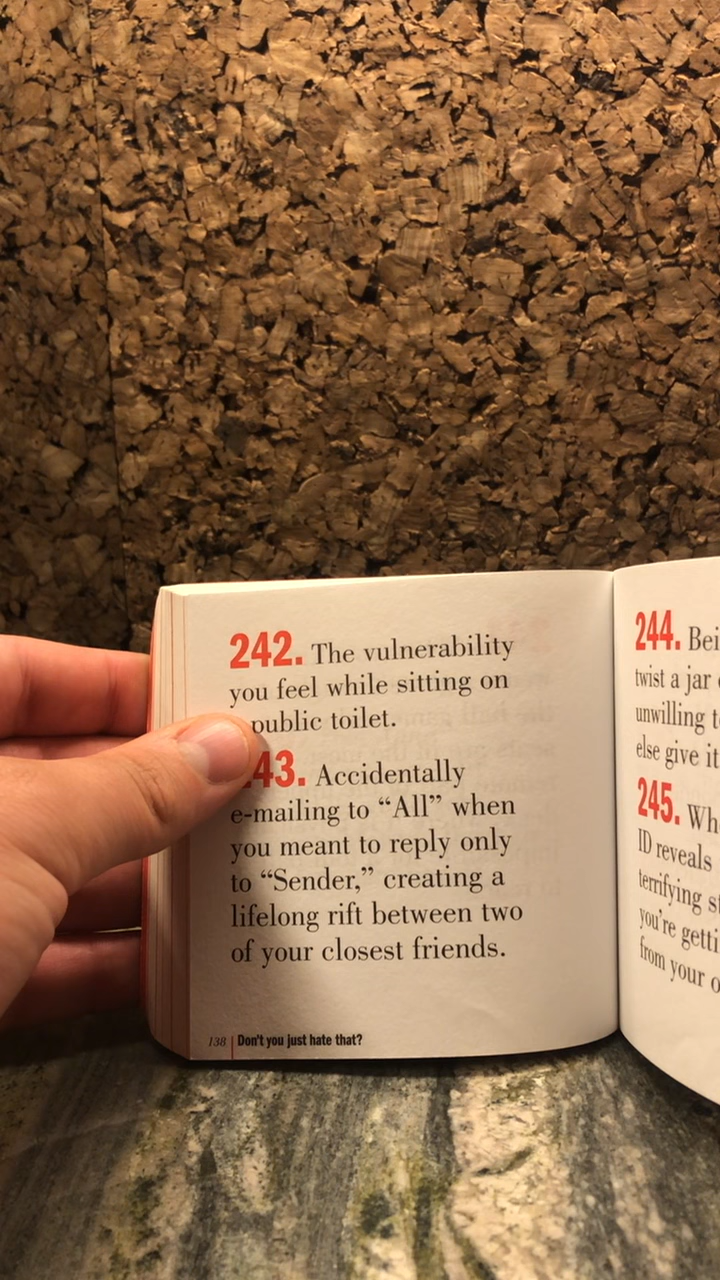 242. The vulnerability
you feel while sitting on
public toilet.
43. Accidentally
e-mailing to “All” when
you meant to reply only
to “Sender,” creating a
lifelong rift between two
of your closest friends.
138 Don't you just hate that?
244. Bei
twist a jar
unwilling t
else give it
245. Wh
ID reveals
terrifying st
you're getti
from your o